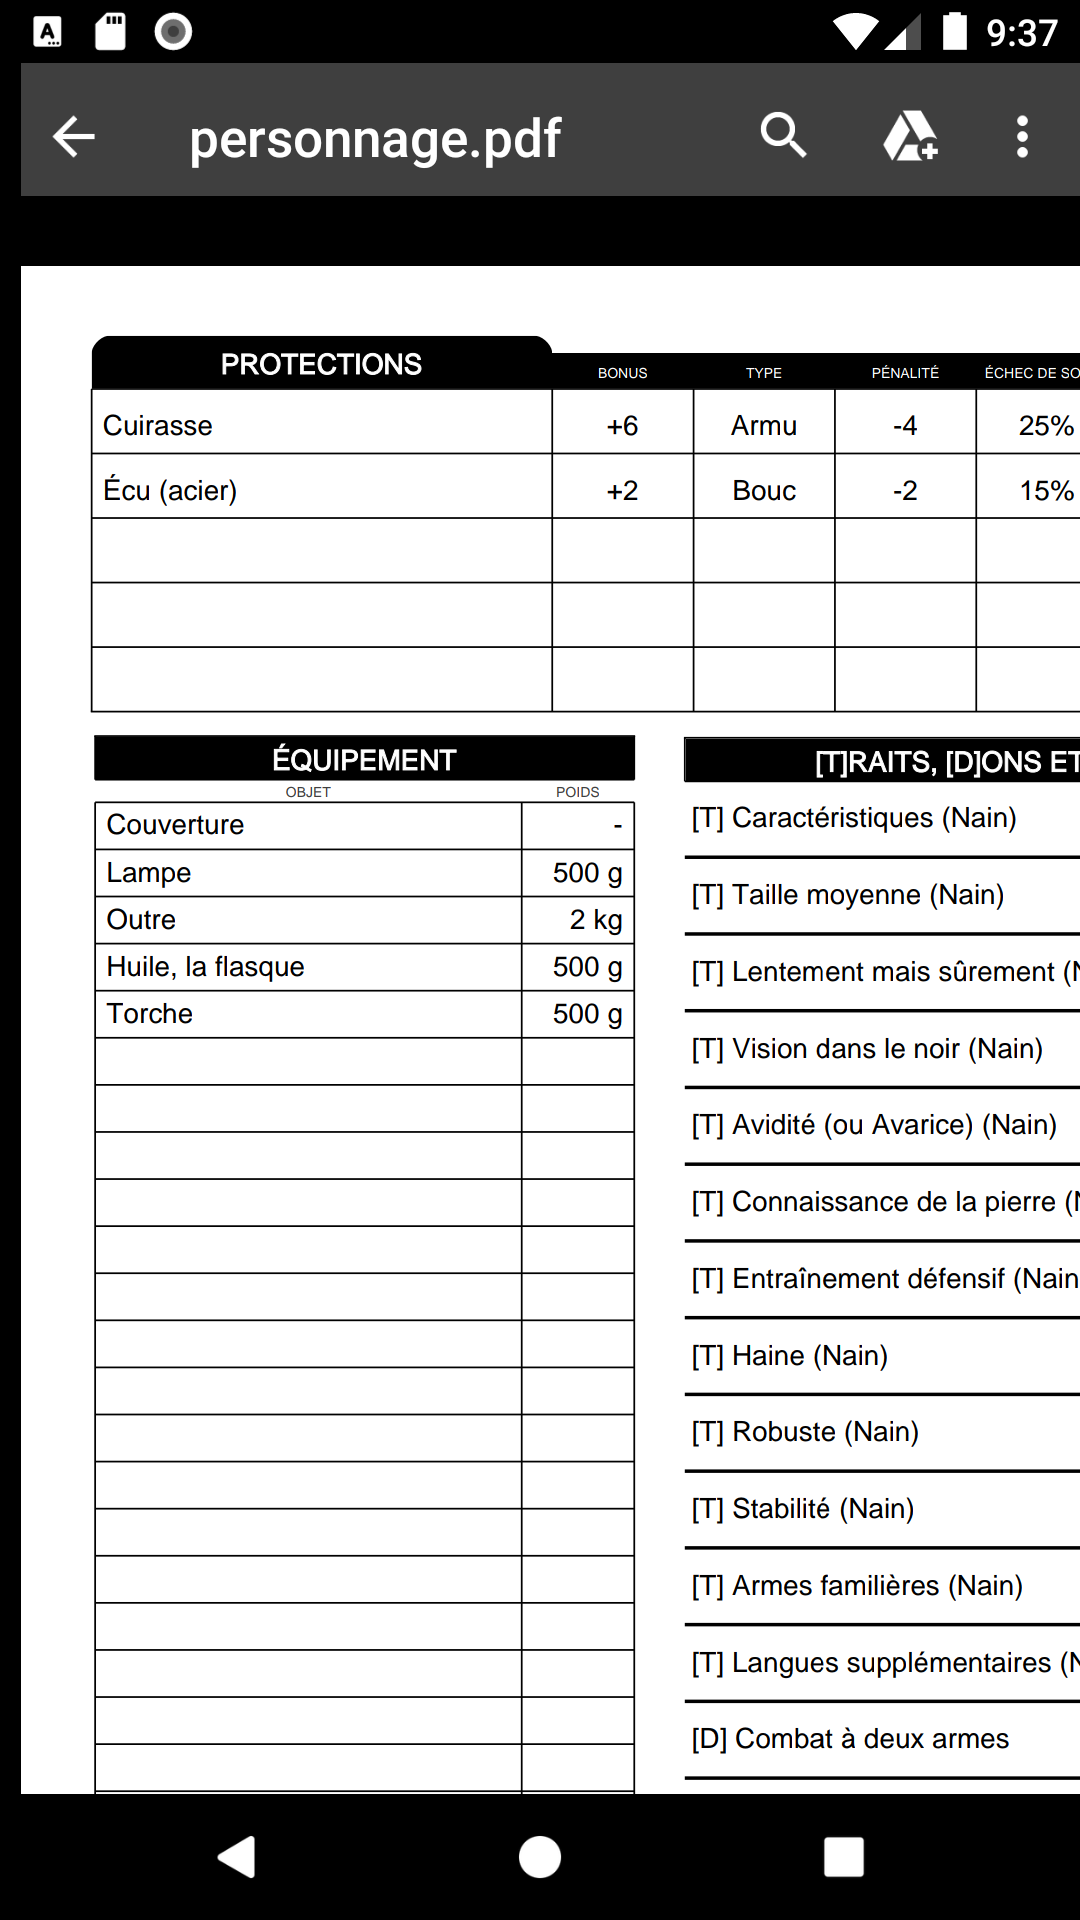 9:37
personnage.pdf
PROTECTIONS BONUS TYPE PÉNALITÉ ÉCHEC DE SO
Cuirasse +6 Armu -4 25%
Écu (acier) +2 Bouc -2 15%
ÉQUIPEMENT
OBJET POIDS
Couverture -
Lampe 500 g
Outre 2 kg
Huile, la flasque 500 g
Torche 500 g
[T]RAITS, [D]ONS ET
[T] Caractéristiques (Nain)
[T] Taille moyenne (Nain)
[T] Lentement mais sûrement (N
[T] Vision dans le noir (Nain)
[T] Avidité (ou Avarice) (Nain)
[T] Connaissance de la pierre (N
[T] Entraînement défensif (Nain
[T] Haine (Nain)
[T] Robuste (Nain)
[T] Stabilité (Nain)
[T] Armes familières (Nain)
[T] Langues supplémentaires (N
[D] Combat à deux armes